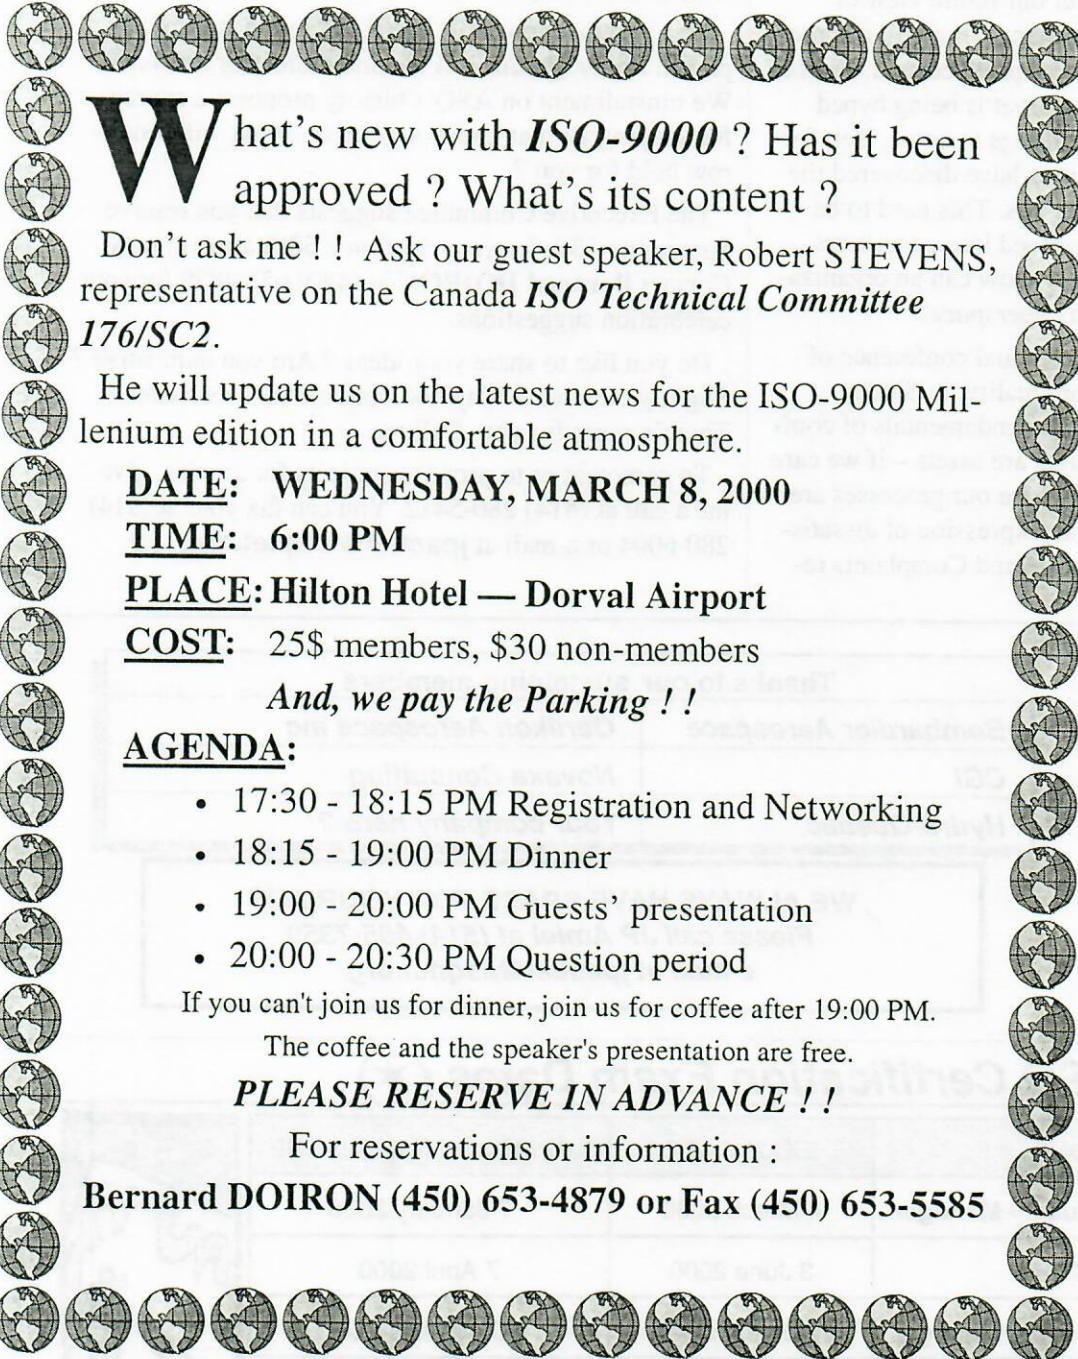 What's new with ISO-9000 ? Has it been
approved ? What's its content ?
Don't ask me ! ! Ask our guest speaker, Robert STEVENS,
representative on the Canada ISO Technical Committee
176/SC2.
He will update us on the latest news for the ISO-9000 Mil-
lenium edition in a comfortable atmosphere.
DATE: WEDNESDAY, MARCH 8, 2000
TIME: 6:00 PM
PLACE: Hilton Hotel — Dorval Airport
COST: 25$ members, $30 non-members
And, we pay the Parking ! !
AGENDA:
• 17:30 - 18:15 PM Registration and Networking
• 18:15 - 19:00 PM Dinner
• 19:00 - 20:00 PM Guests' presentation
• 20:00 - 20:30 PM Question period
If you can't join us for dinner, join us for coffee after 19:00 PM.
The coffee and the speaker's presentation are free.
PLEASE RESERVE IN ADVANCE ! !
For reservations or information :
Bernard DOIRON (450) 653-4879 or Fax (450) 653-5585